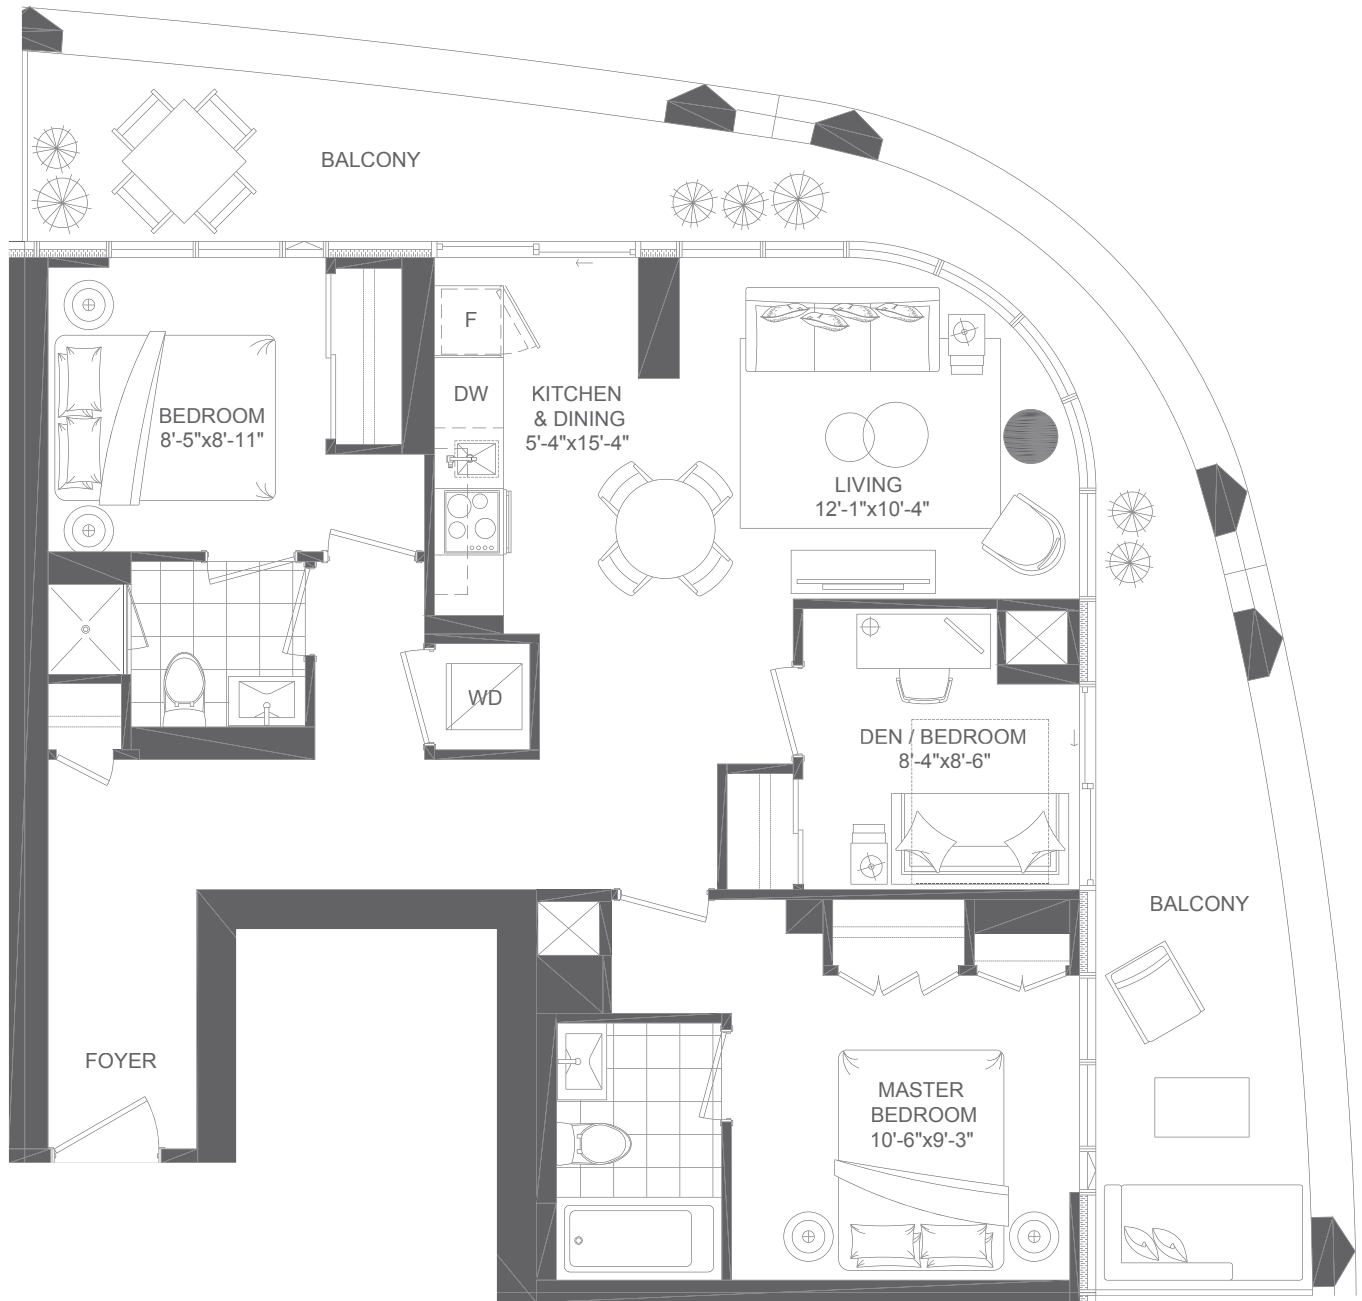 BALCONY
F
DW
KITCHEN
& DINING
5'-4"x15'-4"
BEDROOM
8'-5"x8'-11"
LIVING
12'-1"x10'-4"
WD
DEN / BEDROOM
8'-4"x8'-6"
BALCONY
FOYER
MASTER
BEDROOM
10'-6"x9'-3"